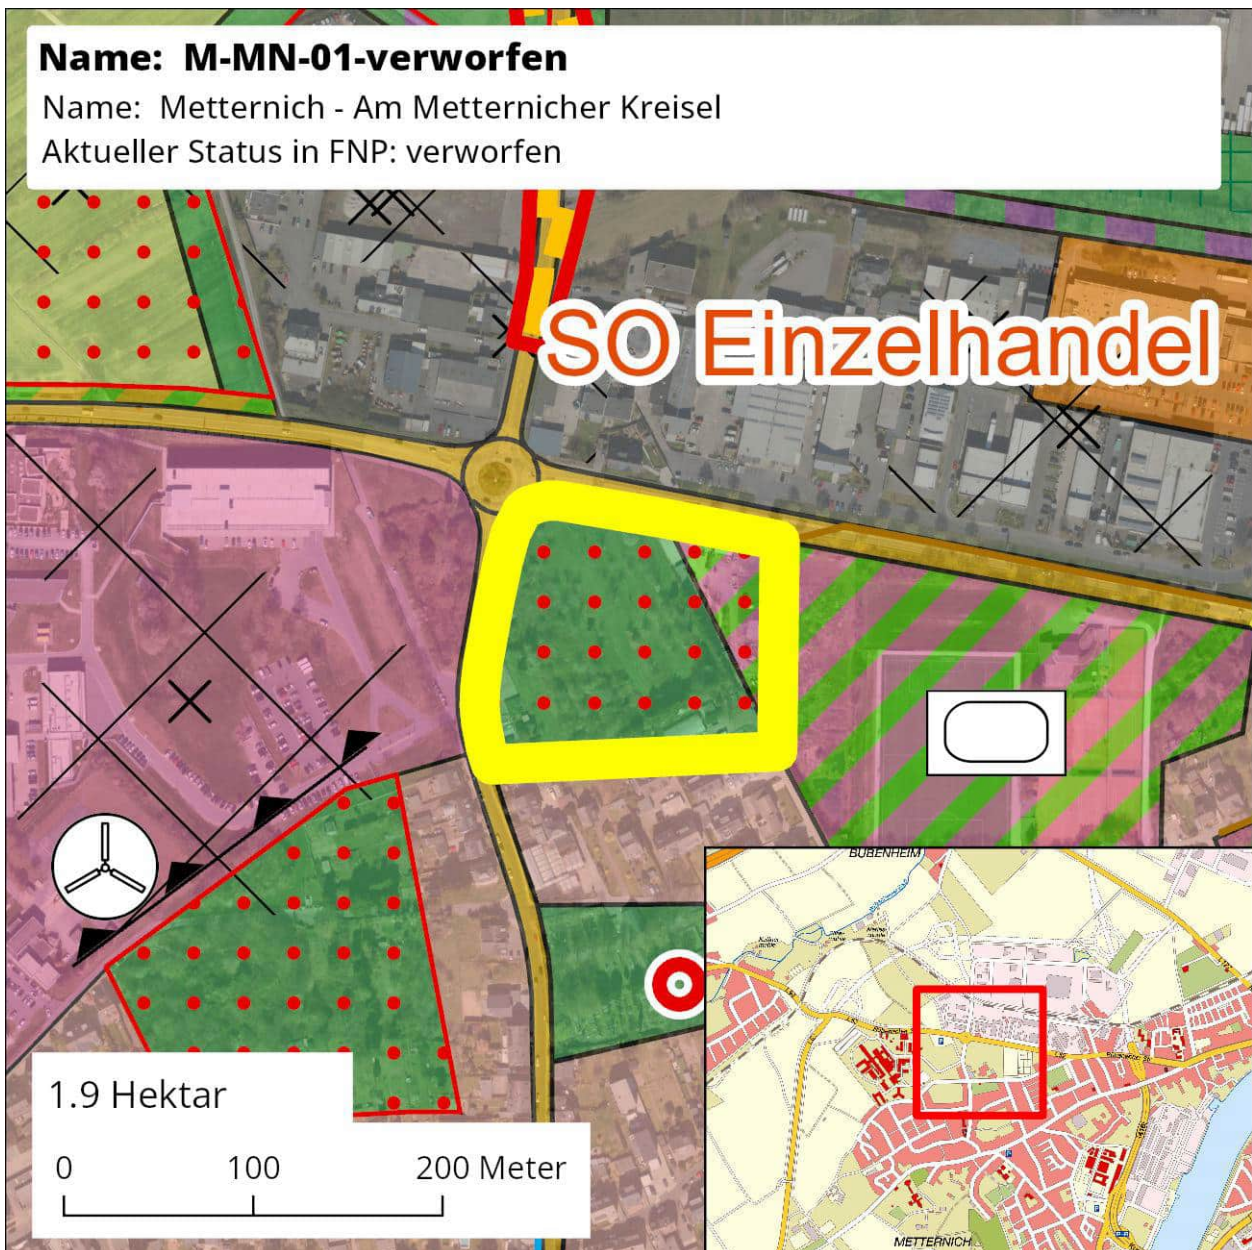 Name: M-MN-01-verworfen
Name: Metternich - Am Metternicher Kreisel
Aktueller Status in FNP: verworfen
SO Einzelhandel
BUBENHEIM
METTERNICH
1.9 Hektar
0 100 200 Meter